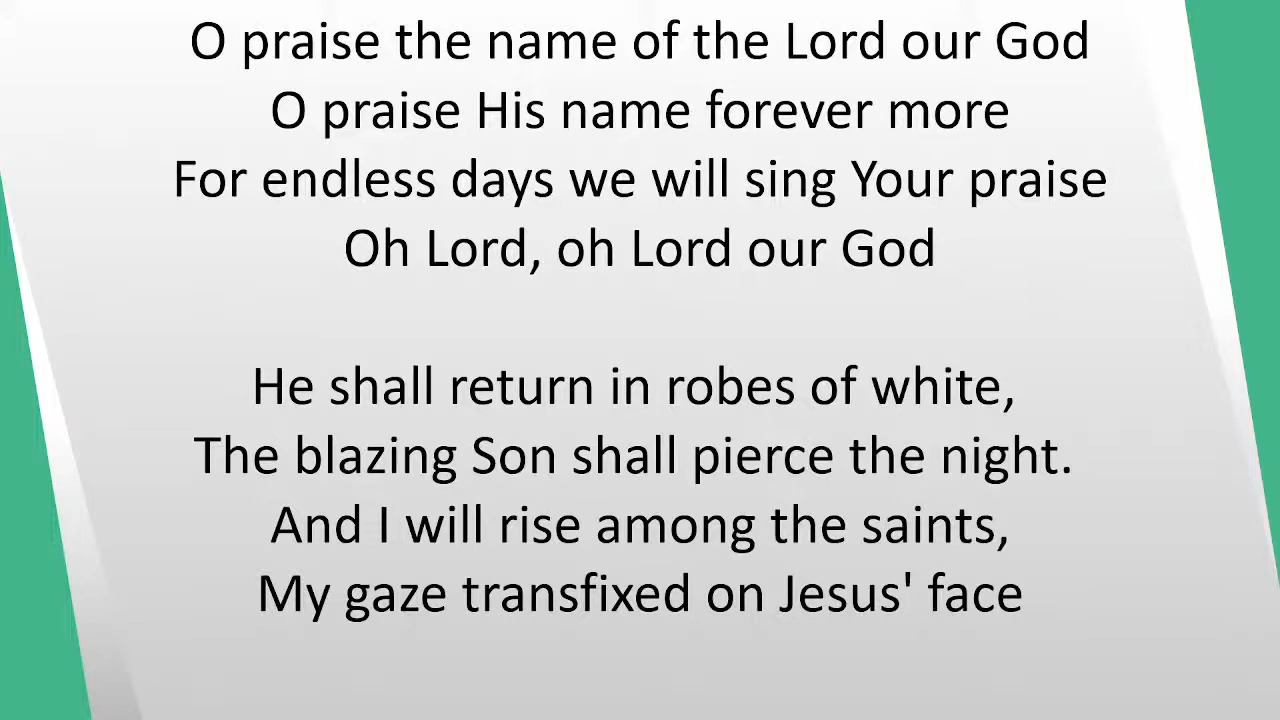 O praise the name of the Lord our God
O praise His name forever more
For endless days we will sing Your praise
Oh Lord, oh Lord our God
He shall return in robes of white,
The blazing Son shall pierce the night.
And I will rise among the saints,
My gaze transfixed on Jesus' face